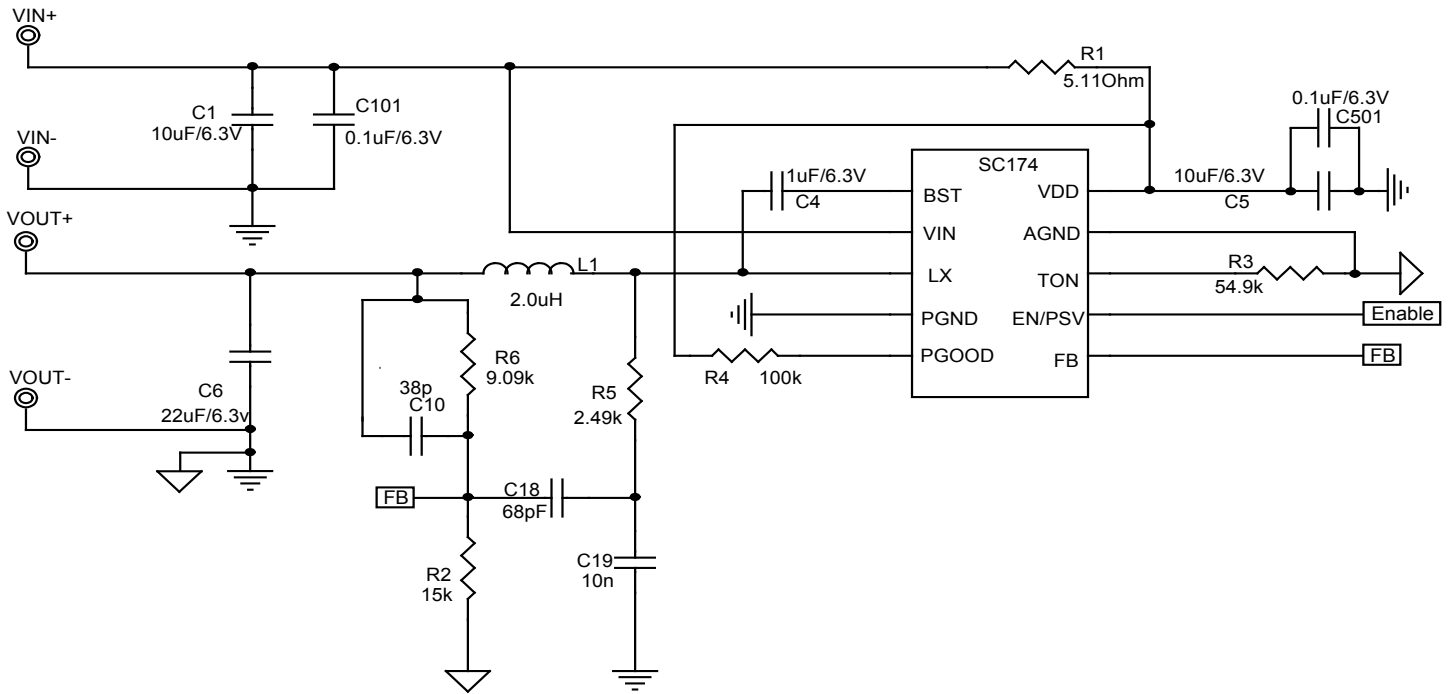 VIN+
R1
5.11Ohm
C1
10uF/6.3V
C101
0.1uF/6.3V
0.1uF/6.3V
C501
VIN-
SC174
1uF/6.3V
C4
BST
VDD
10uF/6.3V
C5
VOUT+
VIN
AGND
L1
2.0uH
LX
TON
R3
54.9k
PGND
EN/PSV
Enable
PGOOD
FB
FB
R4
100k
R6
9.09k
38p
C10
R5
2.49k
VOUT-
C6
22uF/6.3v
FB
C18
68pF
R2
15k
C19
10n